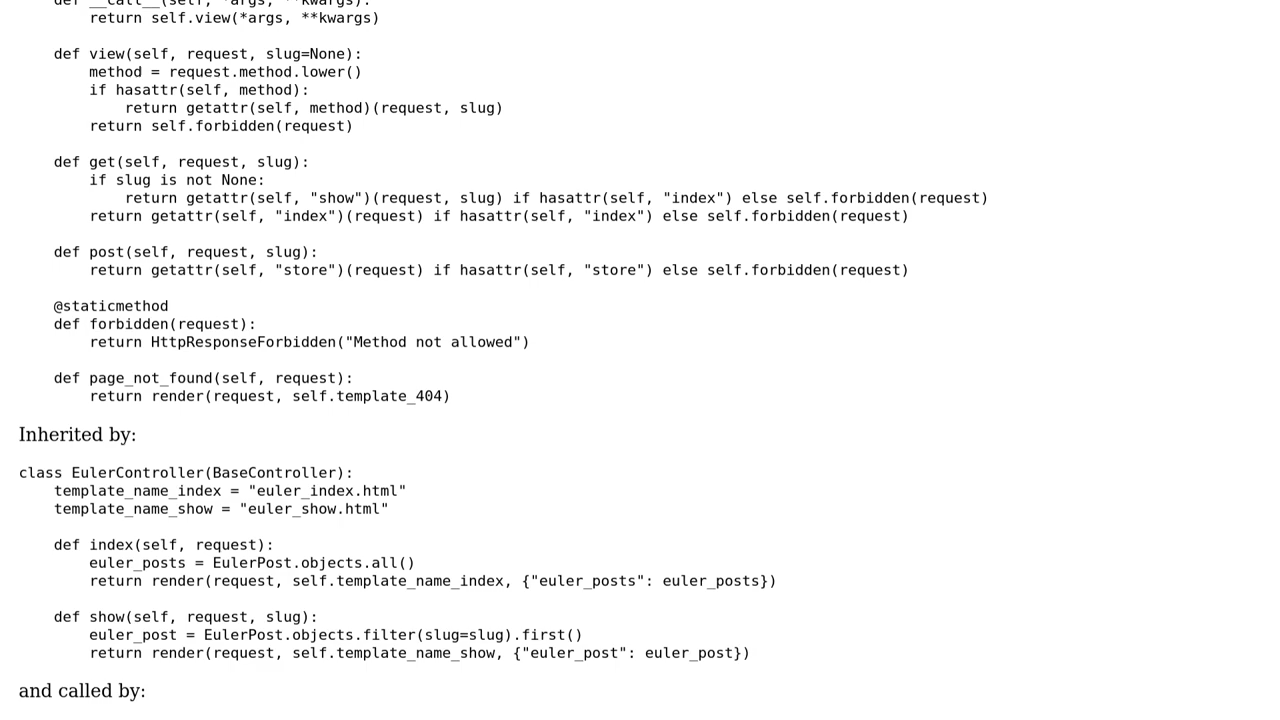 def __call__(self, *args, **kwargs):
return self.view(*args, **kwargs)
def view(self, request, slug=None):
method = request.method.lower()
if hasattr(self, method):
return getattr(self, method)(request, slug)
return self.forbidden(request)
def get(self, request, slug):
if slug is not None:
return getattr(self, "show")(request, slug) if hasattr(self, "index") else self.forbidden(request)
return getattr(self, "index")(request) if hasattr(self, "index") else self.forbidden(request)
def post(self, request, slug):
return getattr(self, "store")(request) if hasattr(self, "store") else self.forbidden(request)
@staticmethod
def forbidden(request):
return HttpResponseForbidden("Method not allowed")
def page_not_found(self, request):
return render(request, self.template_404)
Inherited by:
class EulerController(BaseController):
template_name_index = "euler_index.html"
template_name_show = "euler_show.html"
def index(self, request):
euler_posts = EulerPost.objects.all()
return render(request, self.template_name_index, {"euler_posts": euler_posts})
def show(self, request, slug):
euler_post = EulerPost.objects.filter(slug=slug).first()
return render(request, self.template_name_show, {"euler_post": euler_post})
and called by: